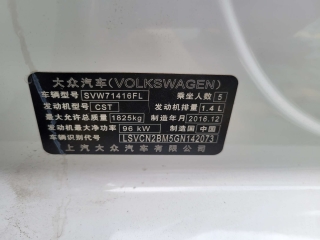 大众汽车(VOLKSWAGEN)
车辆型号 SVW71416FL 乘坐人数 5
发动机型号 CST 发动机排量 1.4 L
最大允许总质量 1825kg 制造年月 2016.12
发动机最大净功率 96 kW 制造国 中国
车辆识别代号 LSVCN2BM5GN142073
上汽大众汽车有限公司